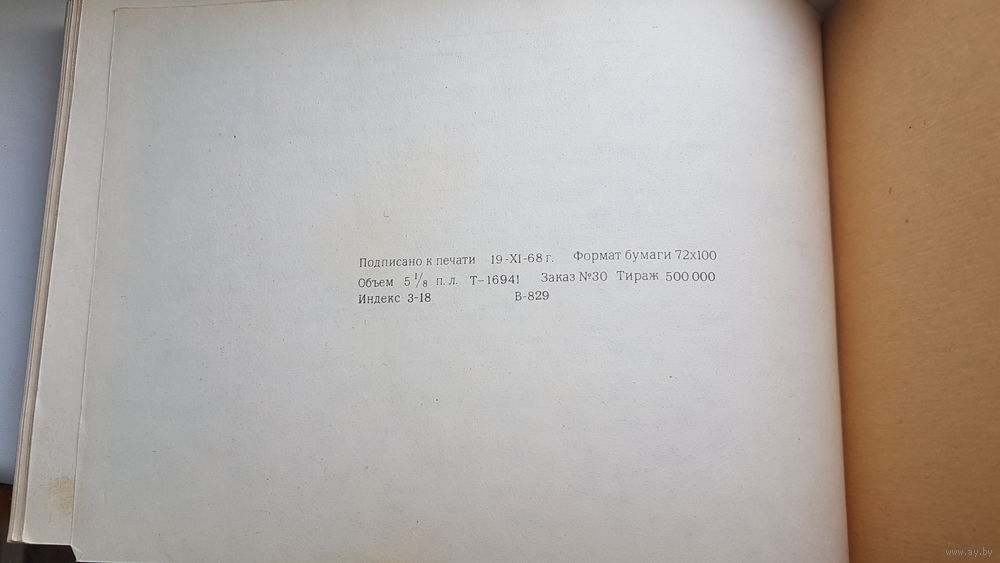 Подписано к печати 19-XI-68 г. Формат бумаги 72х100
Объем 5 1/8 п. л. Т—16941 Заказ №30 Тираж 500 000
Индекс 3-18 В-829
www.ay.by